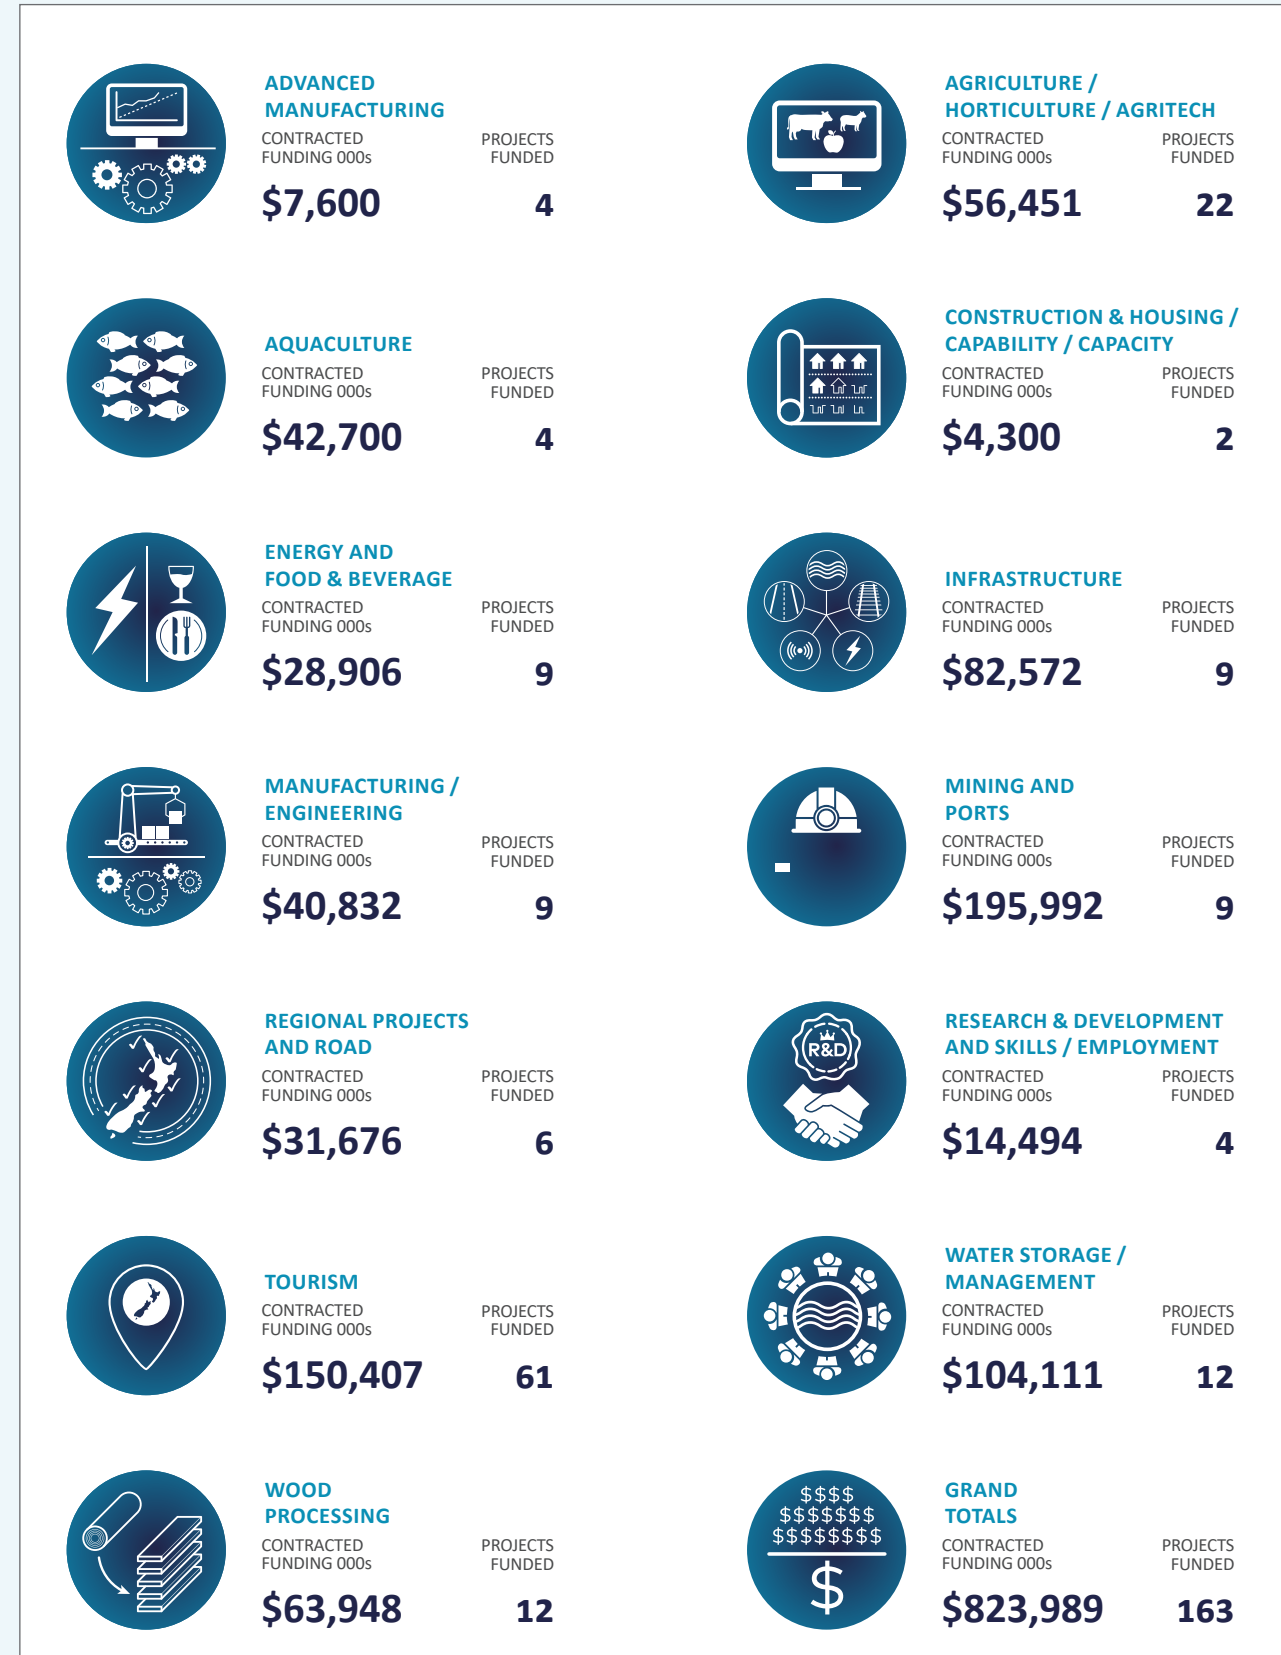 ADVANCED
MANUFACTURING
CONTRACTED
FUNDING 000s
PROJECTS
FUNDED
$7,600
4
AGRICULTURE /
HORTICULTURE / AGRITECH
CONTRACTED
FUNDING 000s
PROJECTS
FUNDED
$56,451
22
AQUACULTURE
CONTRACTED
FUNDING 000s
PROJECTS
FUNDED
$42,700
4
CONSTRUCTION & HOUSING /
CAPABILITY / CAPACITY
CONTRACTED
FUNDING 000s
PROJECTS
FUNDED
$4,300
2
ENERGY AND
FOOD & BEVERAGE
CONTRACTED
FUNDING 000s
PROJECTS
FUNDED
$28,906
9
INFRASTRUCTURE
CONTRACTED
FUNDING 000s
PROJECTS
FUNDED
$82,572
9
MANUFACTURING /
ENGINEERING
CONTRACTED
FUNDING 000s
PROJECTS
FUNDED
$40,832
9
MINING AND
PORTS
CONTRACTED
FUNDING 000s
PROJECTS
FUNDED
$195,992
9
REGIONAL PROJECTS
AND ROAD
CONTRACTED
FUNDING 000s
PROJECTS
FUNDED
$31,676
6
R&D
RESEARCH & DEVELOPMENT
AND SKILLS / EMPLOYMENT
CONTRACTED
FUNDING 000s
PROJECTS
FUNDED
$14,494
4
TOURISM
CONTRACTED
FUNDING 000s
PROJECTS
FUNDED
$150,407
61
WATER STORAGE /
MANAGEMENT
CONTRACTED
FUNDING 000s
PROJECTS
FUNDED
$104,111
12
WOOD
PROCESSING
CONTRACTED
FUNDING 000s
PROJECTS
FUNDED
$63,948
12
$$$$
$$$$$$$
$$$$$$$$
$
GRAND
TOTALS
CONTRACTED
FUNDING 000s
PROJECTS
FUNDED
$823,989
163